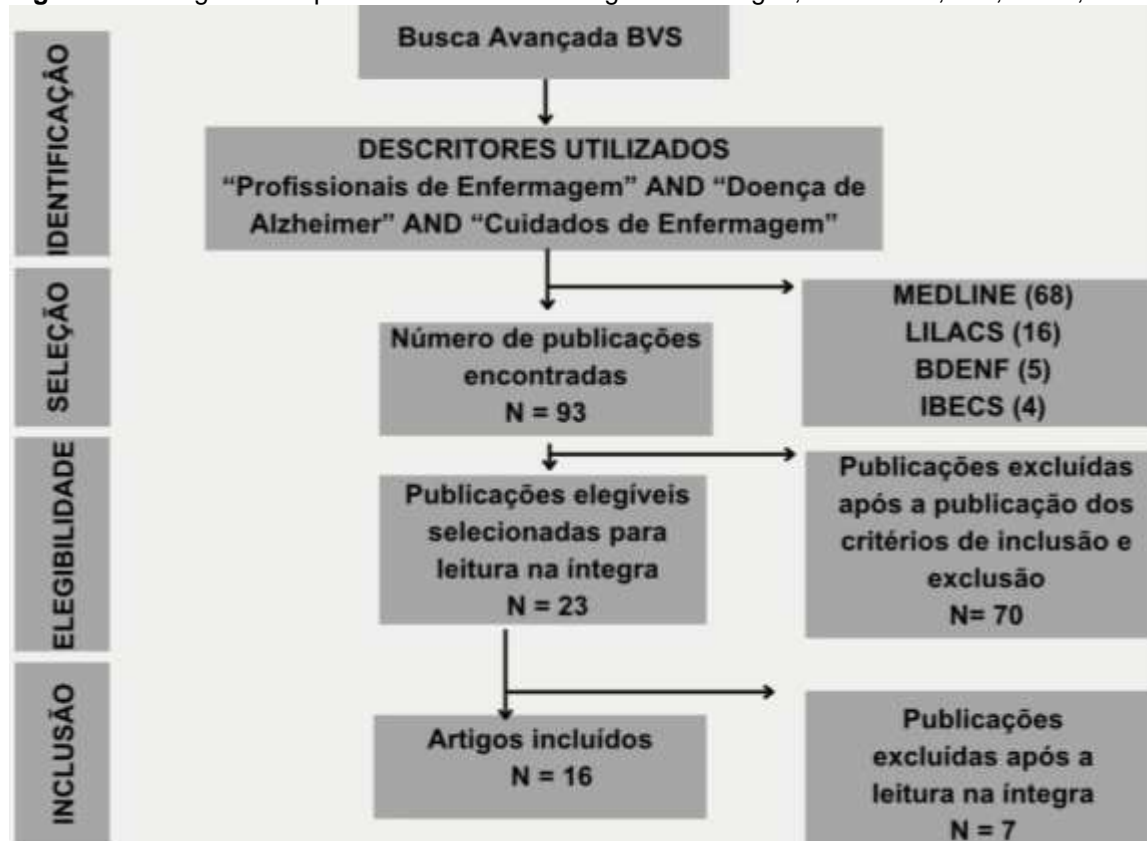 Busca Avançada BVS
IDENTIFICAÇÃO
DESCRITORES UTILIZADOS
“Profissionais de Enfermagem” AND “Doença de
Alzheimer” AND “Cuidados de Enfermagem”
SELEÇÃO
Número de publicações
encontradas
N = 93
MEDLINE (68)
LILACS (16)
BDENF (5)
IBECS (4)
ELEGIBILIDADE
Publicações elegíveis
selecionadas para
leitura na íntegra
N = 23
Publicações excluídas
após a publicação dos
critérios de inclusão e
exclusão
N= 70
INCLUSÃO
Artigos incluídos
N = 16
Publicações
excluídas após a
leitura na íntegra
N = 7